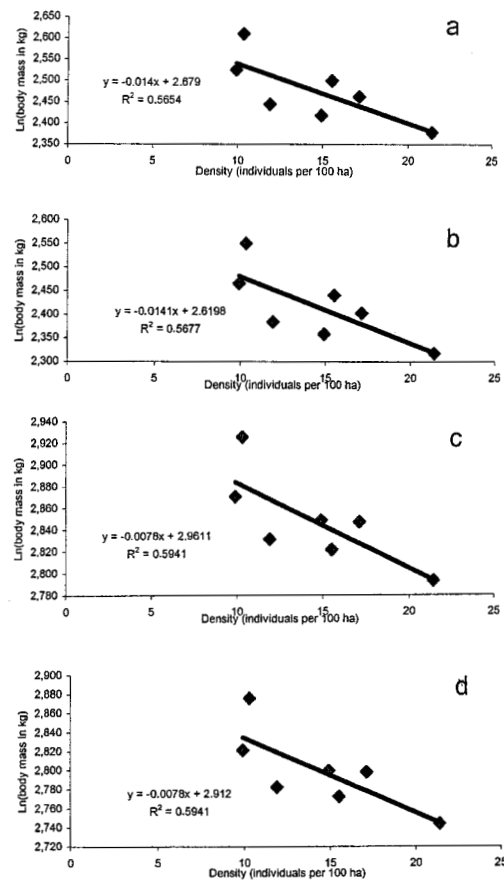 a
Ln(body mass in kg)
2,650
2,600
2,550
2,500
2,450
2,400
2,350
y = -0.014x + 2.679
R² = 0.5654
0 5 10 15 20 25
Density (individuals per 100 ha)
b
Ln(body mass in kg)
2,600
2,550
2,500
2,450
2,400
2,350
2,300
y = -0.0141x + 2.6198
R² = 0.5677
0 5 10 15 20 25
Density (individuals per 100 ha)
c
Ln(body mass in kg)
2,940
2,920
2,900
2,880
2,860
2,840
2,820
2,800
2,780
y = -0.0078x + 2.9611
R² = 0.5941
0 5 10 15 20 25
Density (individuals per 100 ha)
d
Ln(body mass in kg)
2,900
2,880
2,860
2,840
2,820
2,800
2,780
2,760
2,740
2,720
y = -0.0078x + 2.912
R² = 0.5941
0 5 10 15 20 25
Density (individuals per 100 ha)